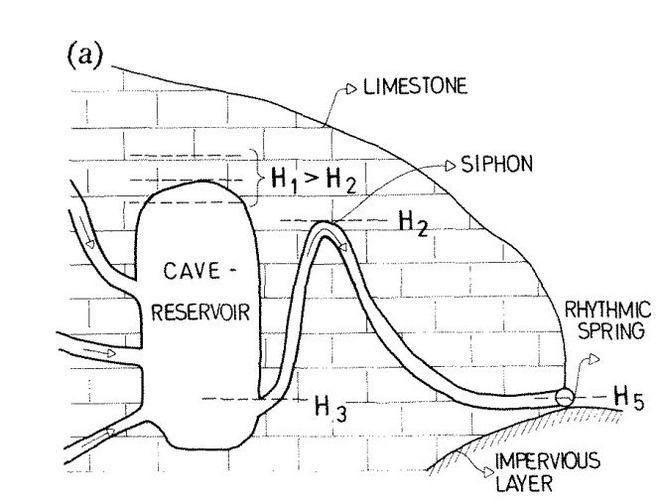 (a)
LIMESTONE
SIPHON
H₁ > H₂
H₂
CAVE -
RESERVOIR
RHYTHMIC
SPRING
H₃
H₅
IMPERVIOUS
LAYER